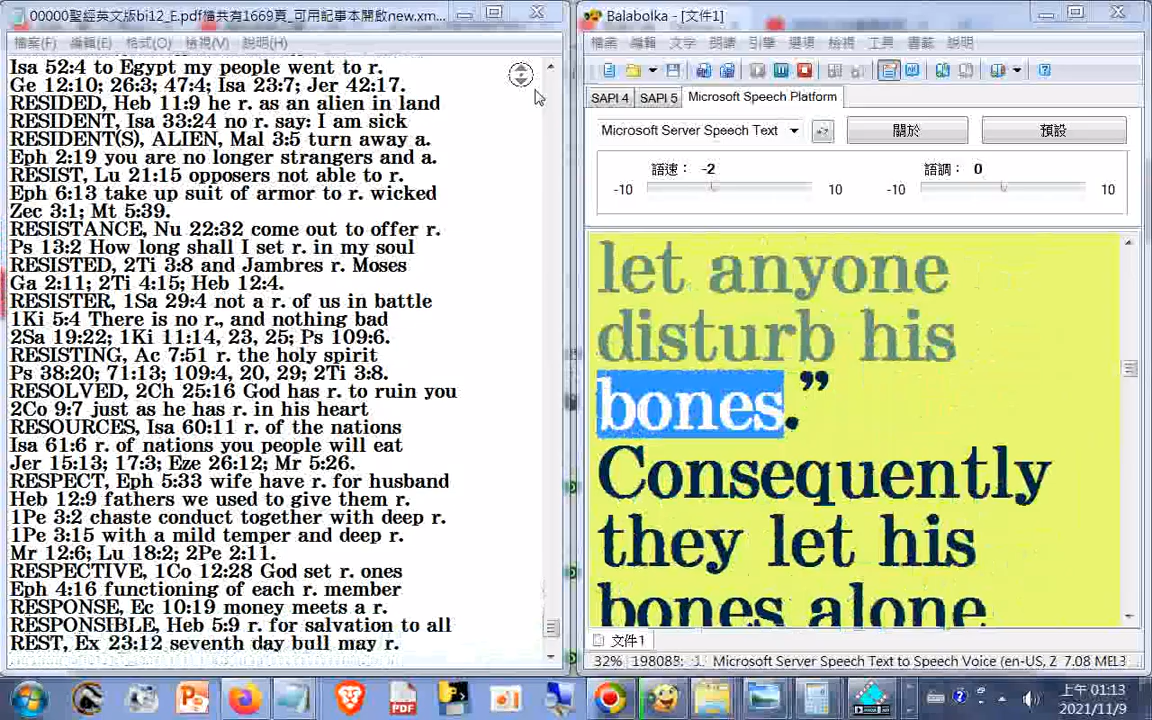 00000聖經英文版bi12_E.pdf檔共有1669頁_可用記事本開啟new.xm...
檔案(F) 編輯(E) 格式(O) 檢視(V) 說明(H)
Isa 52:4 to Egypt my people went to r.
Ge 12:10; 26:3; 47:4; Isa 23:7; Jer 42:17.
RESIDED, Heb 11:9 he r. as an alien in land
RESIDENT, Isa 33:24 no r. say: I am sick
RESIDENT(S), ALIEN, Mal 3:5 turn away a.
Eph 2:19 you are no longer strangers and a.
RESIST, Lu 21:15 opposers not able to r.
Eph 6:13 take up suit of armor to r. wicked
Zec 3:1; Mt 5:39.
RESISTANCE, Nu 22:32 come out to offer r.
Ps 13:2 How long shall I set r. in my soul
RESISTED, 2Ti 3:8 and Jambres r. Moses
Ga 2:11; 2Ti 4:15; Heb 12:4.
RESISTER, 1Sa 29:4 not a r. of us in battle
1Ki 5:4 There is no r., and nothing bad
2Sa 19:22; 1Ki 11:14, 23, 25; Ps 109:6.
RESISTING, Ac 7:51 r. the holy spirit
Ps 38:20; 71:13; 109:4, 20, 29; 2Ti 3:8.
RESOLVED, 2Ch 25:16 God has r. to ruin you
2Co 9:7 just as he has r. in his heart
RESOURCES, Isa 60:11 r. of the nations
Isa 61:6 r. of nations you people will eat
Jer 15:13; 17:3; Eze 26:12; Mr 5:26.
RESPECT, Eph 5:33 wife have r. for husband
Heb 12:9 fathers we used to give them r.
1Pe 3:2 chaste conduct together with deep r.
1Pe 3:15 with a mild temper and deep r.
Mr 12:6; Lu 18:2; 2Pe 2:11.
RESPECTIVE, 1Co 12:28 God set r. ones
Eph 4:16 functioning of each r. member
RESPONSE, Ec 10:19 money meets a r.
RESPONSIBLE, Heb 5:9 r. for salvation to all
REST, Ex 23:12 seventh day bull may r.
Balabolka - [文件1]
檔案 編輯 文字 朗讀 引擎 選項 檢視 工具 書籤 說明
SAPI 4 SAPI 5 Microsoft Speech Platform
Microsoft Server Speech Text 關於 預設
語速： -2 語調： 0
-10 10 -10 10
let anyone
disturb his
bones.”
Consequently
they let his
bones alone
文件1
32% Microsoft Server Speech Text to Speech Voice (en-US, Z 7.08
PDF
上午 01:13
2021/11/9